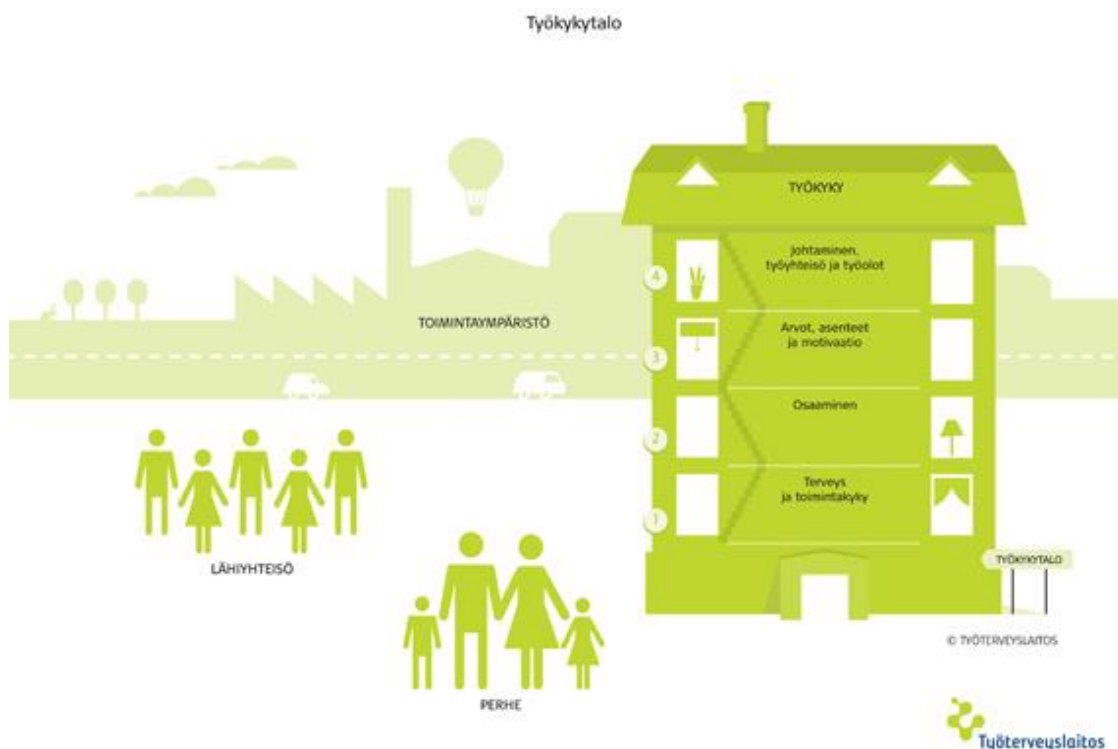 Työkykytalo
TYÖKYKY
4
Johtaminen,
työyhteisö ja työolot
TOIMINTAYMPÄRISTÖ
3
Arvot, asenteet
ja motivaatio
2
Osaaminen
1
Terveys
ja toimintakyky
LÄHIYHTEISÖ
PERHE
TYÖKYKYTALO
© TYÖTERVEYSLAITOS
Työterveyslaitos